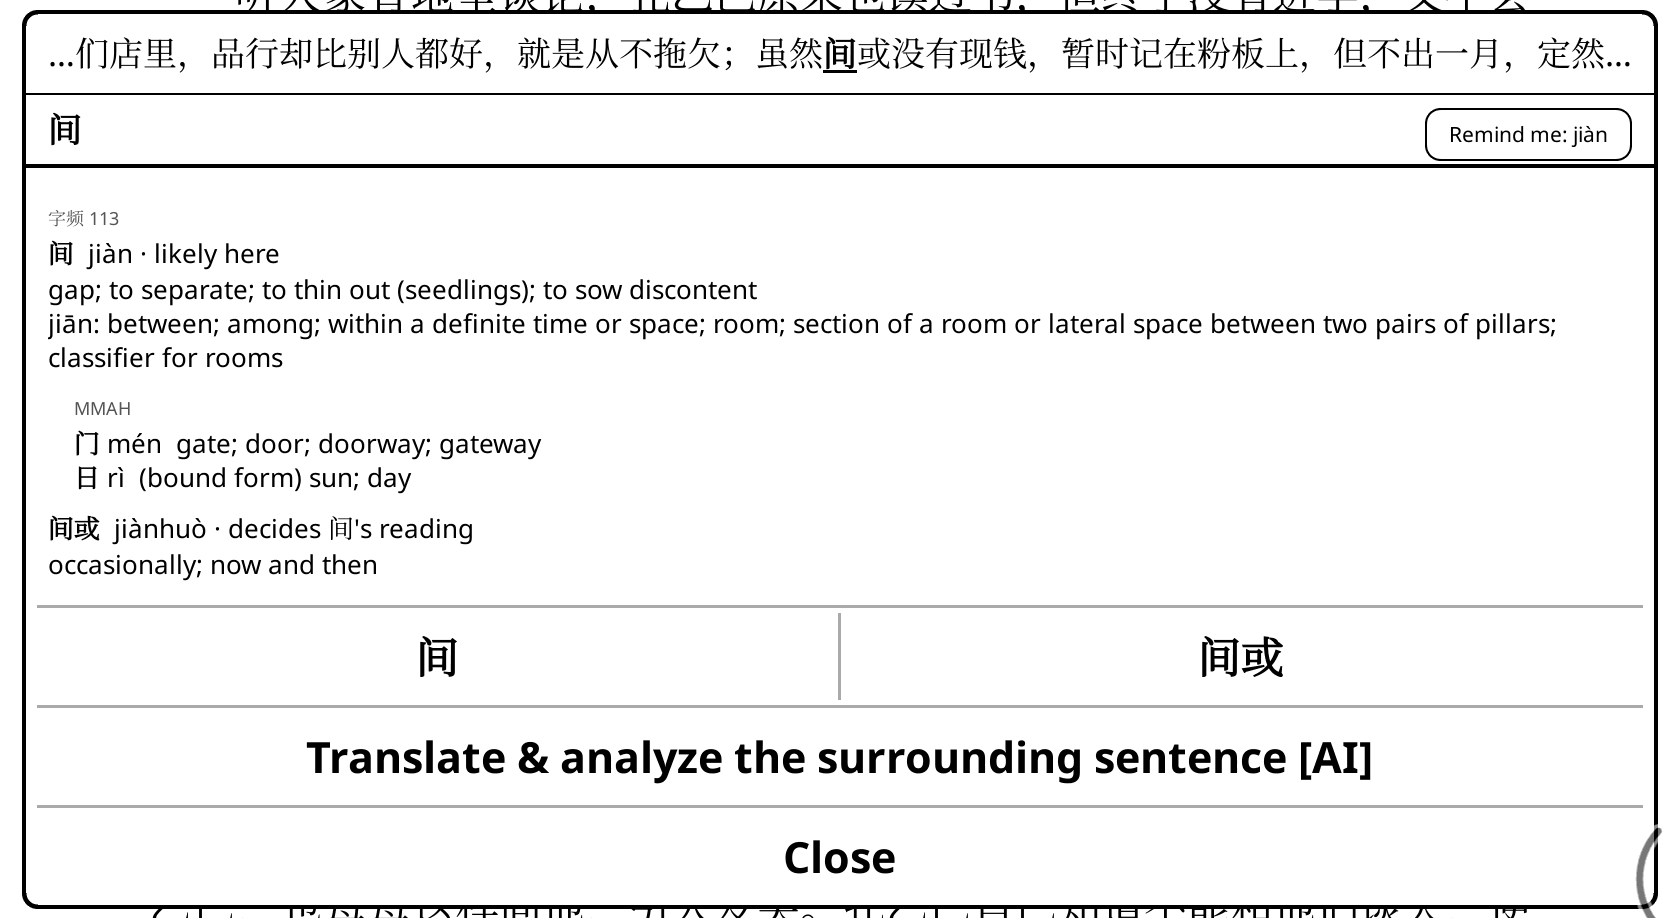 ...们店里，品行却比别人都好，就是从不拖欠；虽然间或没有现钱，暂时记在粉板上，但不出一月，定然...
间
Remind me: jiàn
字频 113
间 jiàn · likely here
gap; to separate; to thin out (seedlings); to sow discontent
jiān: between; among; within a definite time or space; room; section of a room or lateral space between two pairs of pillars;
classifier for rooms
MMAH
门 mén gate; door; doorway; gateway
日 rì (bound form) sun; day
间或 jiànhuò · decides 间's reading
occasionally; now and then
间
间或
Translate & analyze the surrounding sentence [AI]
Close